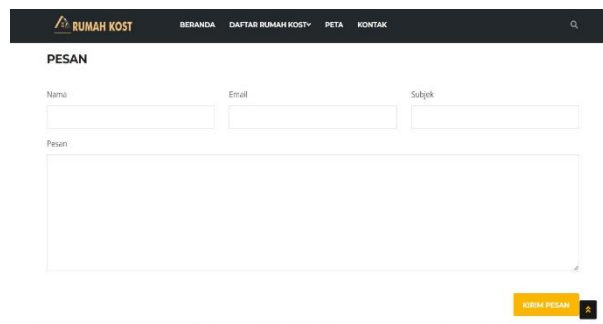 RUMAH KOST BERANDA DAFTAR RUMAH KOST PETA KONTAK
PESAN
Nama Email Subjek
Pesan
KIRIM PESAN